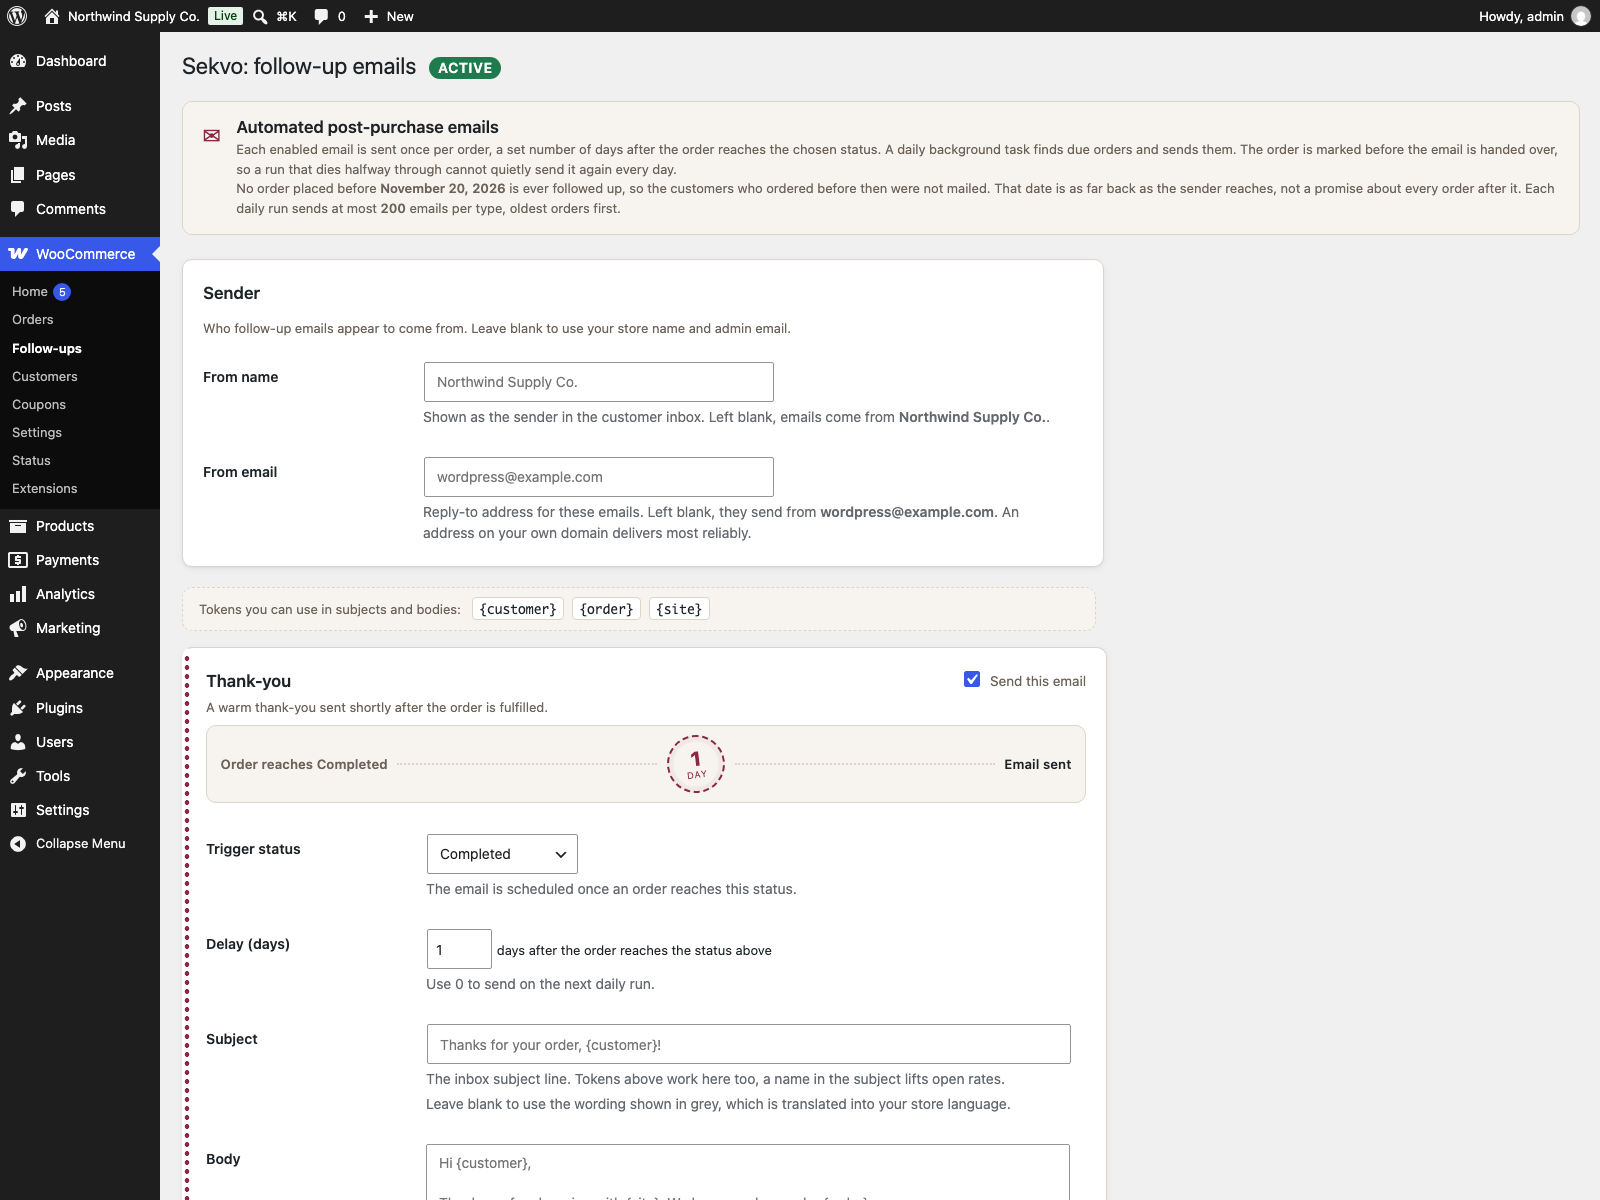 Northwind Supply Co.
Live
⌘K
0
New
Howdy, admin
Dashboard
Posts
Media
Pages
Comments
WooCommerce
Home 5
Orders
Follow-ups
Customers
Coupons
Settings
Status
Extensions
Products
Payments
Analytics
Marketing
Appearance
Plugins
Users
Tools
Settings
Collapse Menu
Sekvo: follow-up emails ACTIVE
Automated post-purchase emails
Each enabled email is sent once per order, a set number of days after the order reaches the chosen status. A daily background task finds due orders and sends them. The order is marked before the email is handed over,
so a run that dies halfway through cannot quietly send it again every day.
No order placed before November 20, 2026 is ever followed up, so the customers who ordered before then were not mailed. That date is as far back as the sender reaches, not a promise about every order after it. Each
daily run sends at most 200 emails per type, oldest orders first.
Sender
Who follow-up emails appear to come from. Leave blank to use your store name and admin email.
From name
Northwind Supply Co.
Shown as the sender in the customer inbox. Left blank, emails come from Northwind Supply Co..
From email
wordpress@example.com
Reply-to address for these emails. Left blank, they send from wordpress@example.com. An
address on your own domain delivers most reliably.
Tokens you can use in subjects and bodies: {customer} {order} {site}
Thank-you
Send this email
A warm thank-you sent shortly after the order is fulfilled.
Order reaches Completed
1
DAY
Email sent
Trigger status
Completed
The email is scheduled once an order reaches this status.
Delay (days)
1
days after the order reaches the status above
Use 0 to send on the next daily run.
Subject
Thanks for your order, {customer}!
The inbox subject line. Tokens above work here too, a name in the subject lifts open rates.
Leave blank to use the wording shown in grey, which is translated into your store language.
Body
Hi {customer},